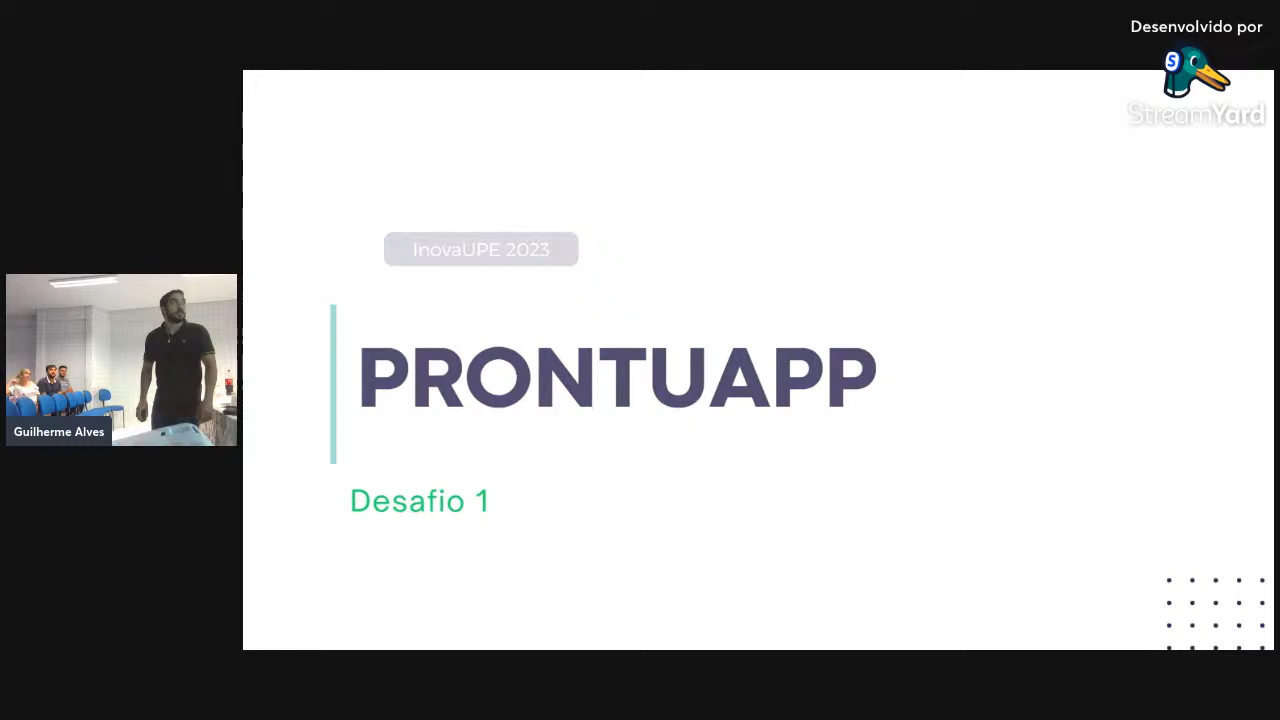 Desenvolvido por
StreamYard
InovaUPE 2023
PRONTUAPP
Desafio 1
Guilherme Alves